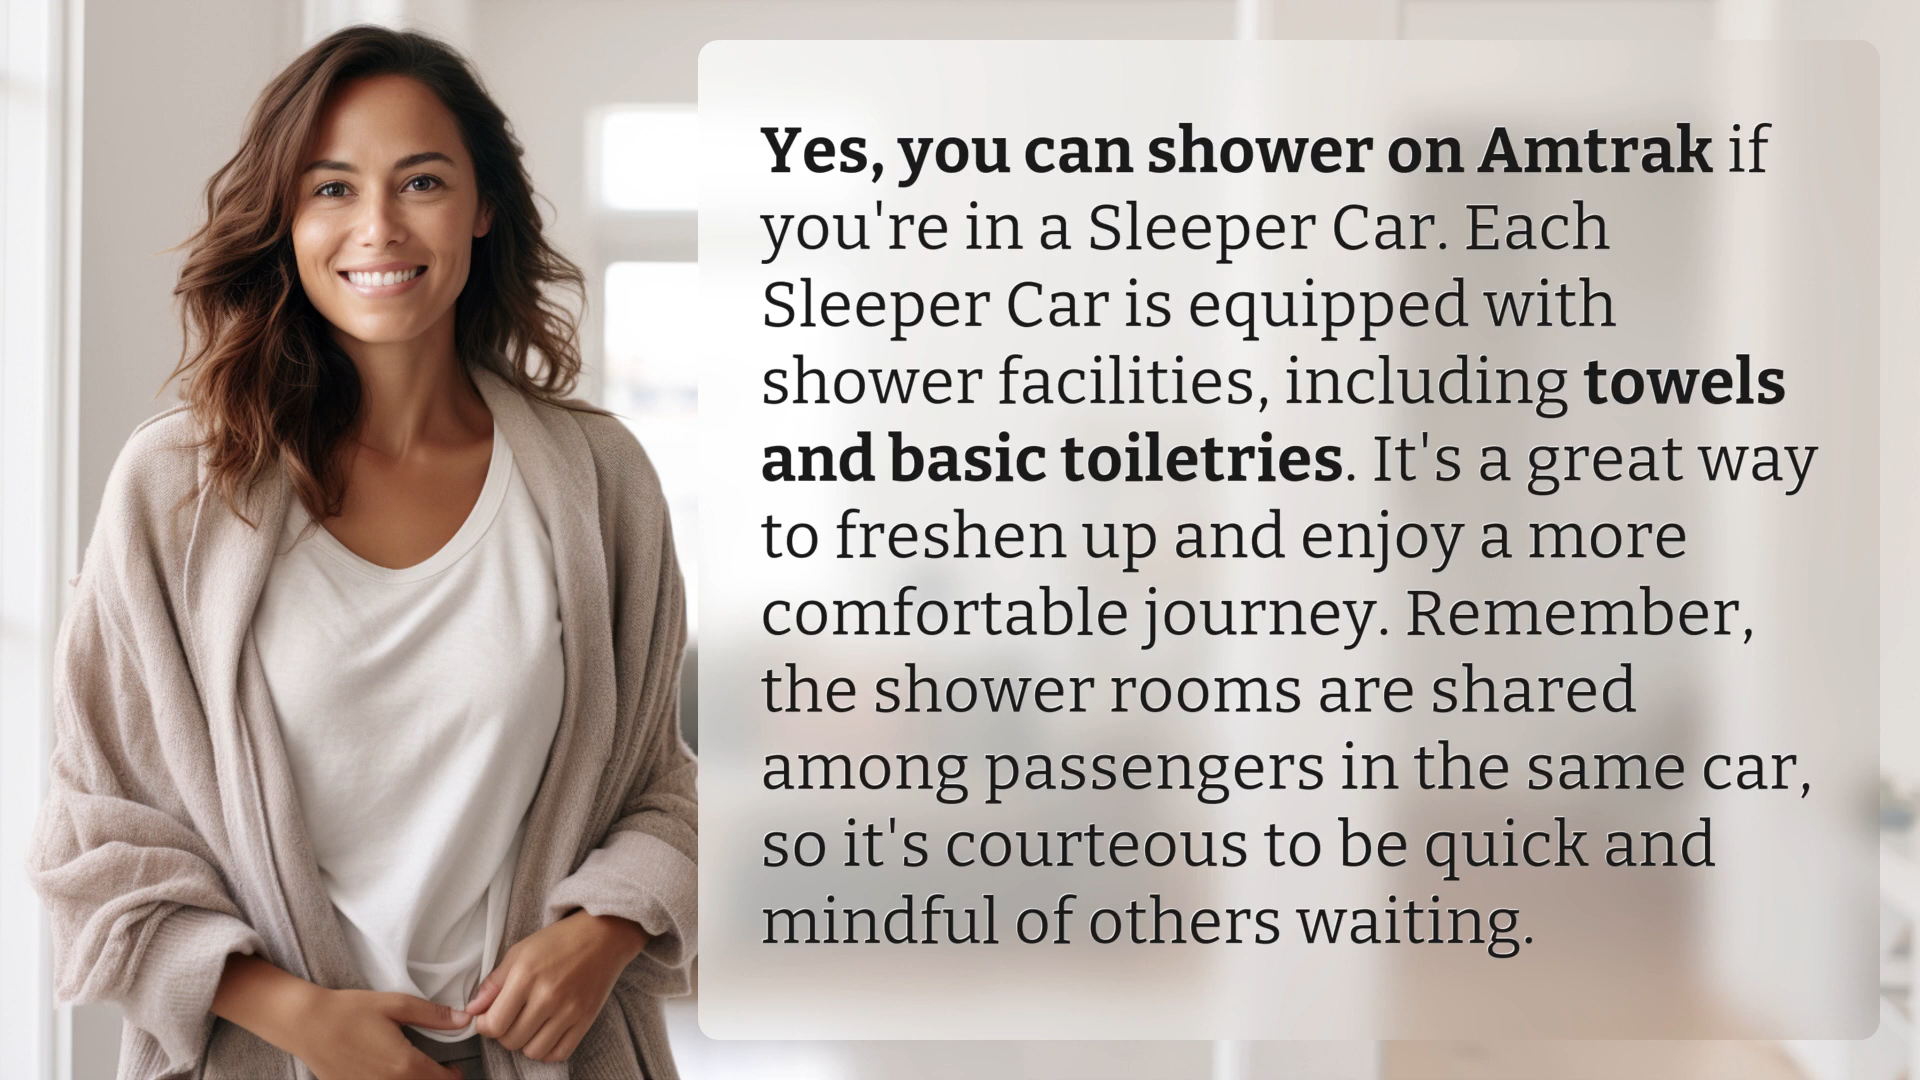 Yes, you can shower on Amtrak if
you're in a Sleeper Car. Each
Sleeper Car is equipped with
shower facilities, including towels
and basic toiletries. It's a great way
to freshen up and enjoy a more
comfortable journey. Remember,
the shower rooms are shared
among passengers in the same car,
so it's courteous to be quick and
mindful of others waiting.